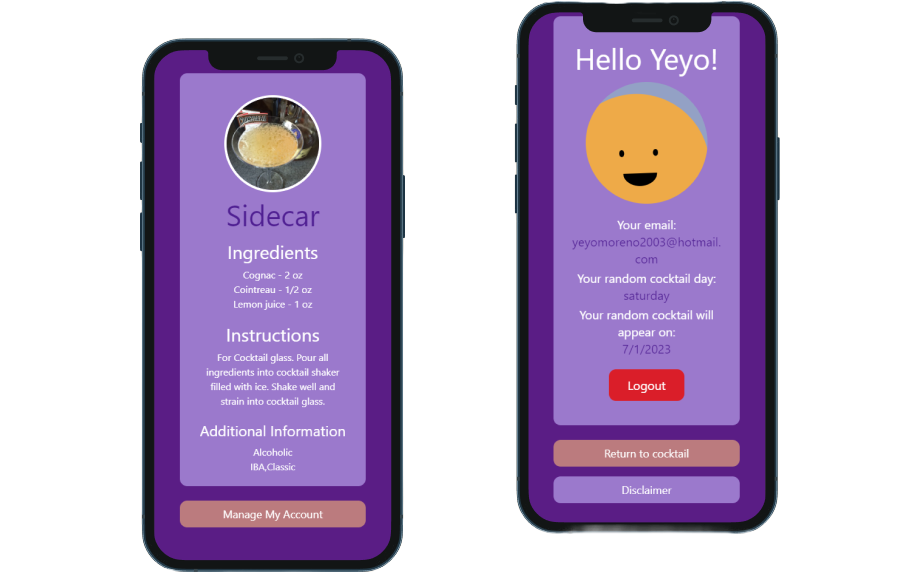 Sidecar
Ingredients
Cognac - 2 oz
Cointreau - 1/2 oz
Lemon juice - 1 oz
Instructions
For Cocktail glass. Pour all
ingredients into cocktail shaker
filled with ice. Shake well and
strain into cocktail glass.
Additional Information
Alcoholic
IBA,Classic
Manage My Account
Hello Yeyo!
Your email:
yeyomoreno2003@hotmail.
com
Your random cocktail day:
saturday
Your random cocktail will
appear on:
7/1/2023
Logout
Return to cocktail
Disclaimer